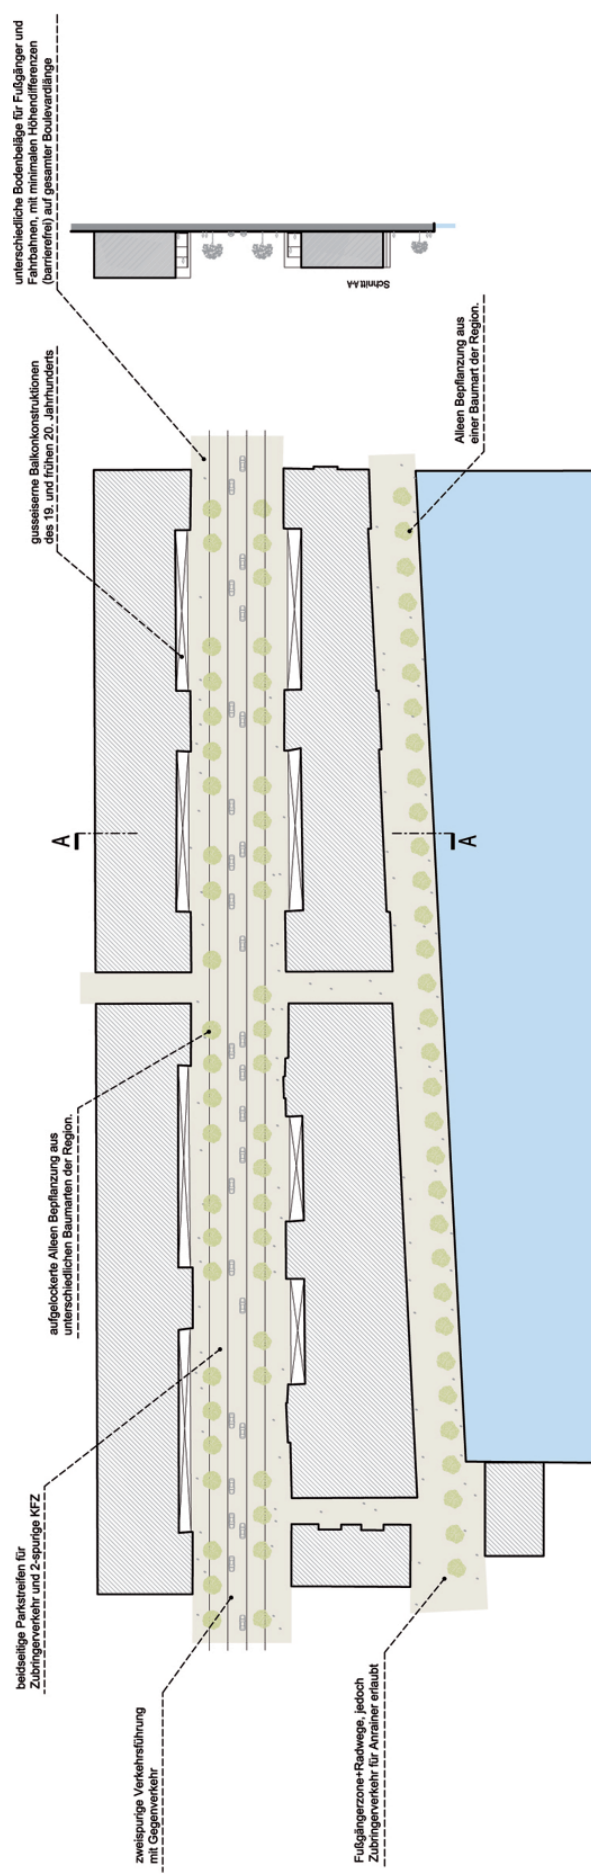 zweispurige Verkehrsführung
mit Gegenverkehr
beidseitige Parkstreifen für
Zubringerverkehr und 2-spurige KFZ
aufgelockerte Alleen Bepflanzung aus
unterschiedlichen Baumarten der Region.
gusseiserne Balkonkonstruktionen
des 19. und frühen 20. Jahrhunderts
unterschiedliche Bodenbeläge für Fußgänger und
Fahrbahnen, mit minimalen Höhendifferenzen
(barrierefrei) auf gesamter Boulevardlänge
A
A
Schnitt A-A
Fußgängerzone+Radwege, jedoch
Zubringerverkehr für Anrainer erlaubt
Alleen Bepflanzung aus
einer Baumart der Region.